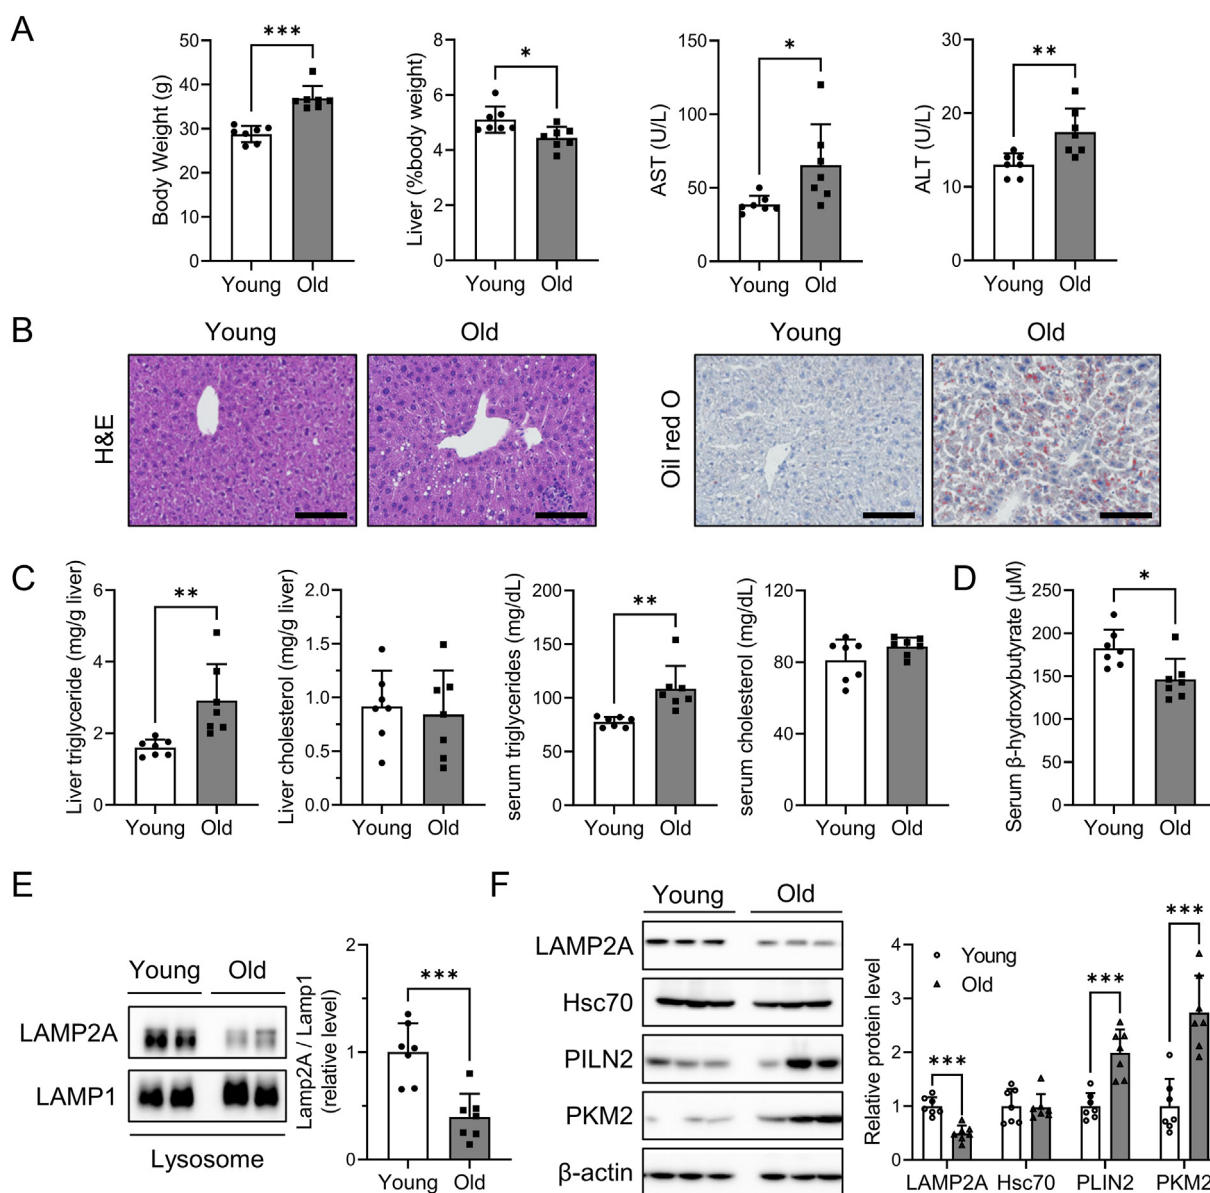 A
Body Weight (g)
50
40
30
20
10
0
***
Young Old
Liver (%body weight)
8
6
4
2
0
*
Young Old
AST (U/L)
150
100
50
0
*
Young Old
ALT (U/L)
30
20
10
0
**
Young Old
B
Young Old
H&E
Young Old
Oil red O
C
Liver triglyceride (mg/g liver)
6
4
2
0
**
Young Old
Liver cholesterol (mg/g liver)
2.0
1.5
1.0
0.5
0.0
Young Old
serum triglycerides (mg/dL)
200
150
100
50
0
**
Young Old
serum cholesterol (mg/dL)
120
80
40
0
Young Old
D
Serum β-hydroxybutyrate (μM)
250
200
150
100
50
0
*
Young Old
E
Young Old
LAMP2A
LAMP1
Lysosome
Lamp2A / Lamp1
(relative level)
2
1
0
***
Young Old
F
Young Old
LAMP2A
Hsc70
PILN2
PKM2
β-actin
Relative protein level
4
3
2
1
0
Young
Old
***
***
***
LAMP2A Hsc70 PLIN2 PKM2